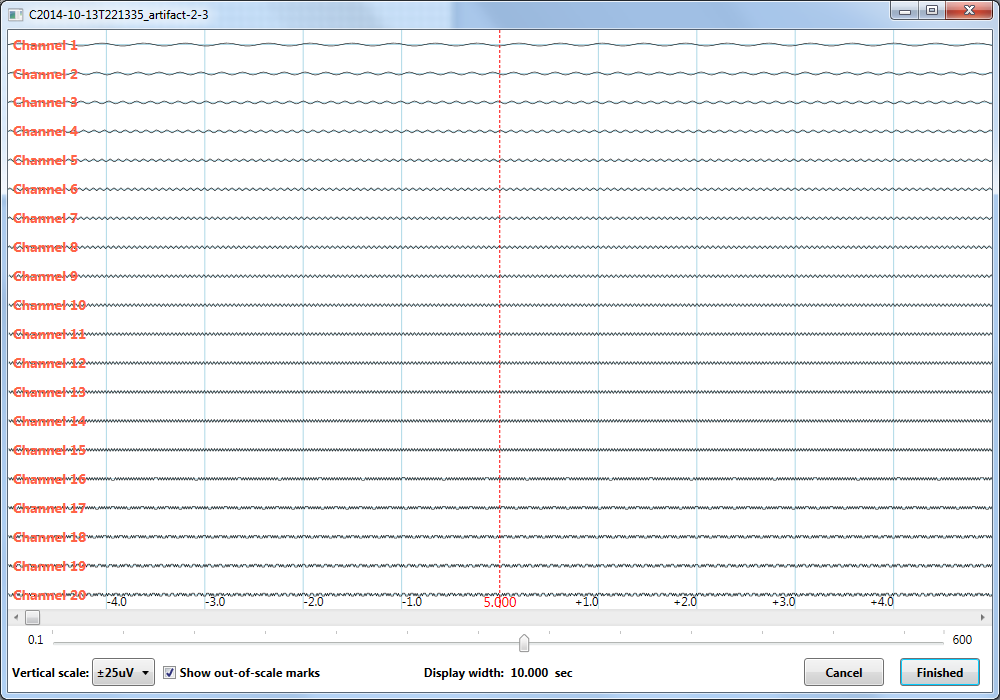 C2014-10-13T221335_artifact-2-3
Channel 1
Channel 2
Channel 3
Channel 4
Channel 5
Channel 6
Channel 7
Channel 8
Channel 9
Channel 10
Channel 11
Channel 12
Channel 13
Channel 14
Channel 15
Channel 16
Channel 17
Channel 18
Channel 19
Channel 20
-4.0 -3.0 -2.0 -1.0 5.000 +1.0 +2.0 +3.0 +4.0
0.1 600
Vertical scale: ±25uV Show out-of-scale marks Display width: 10.000 sec Cancel Finished